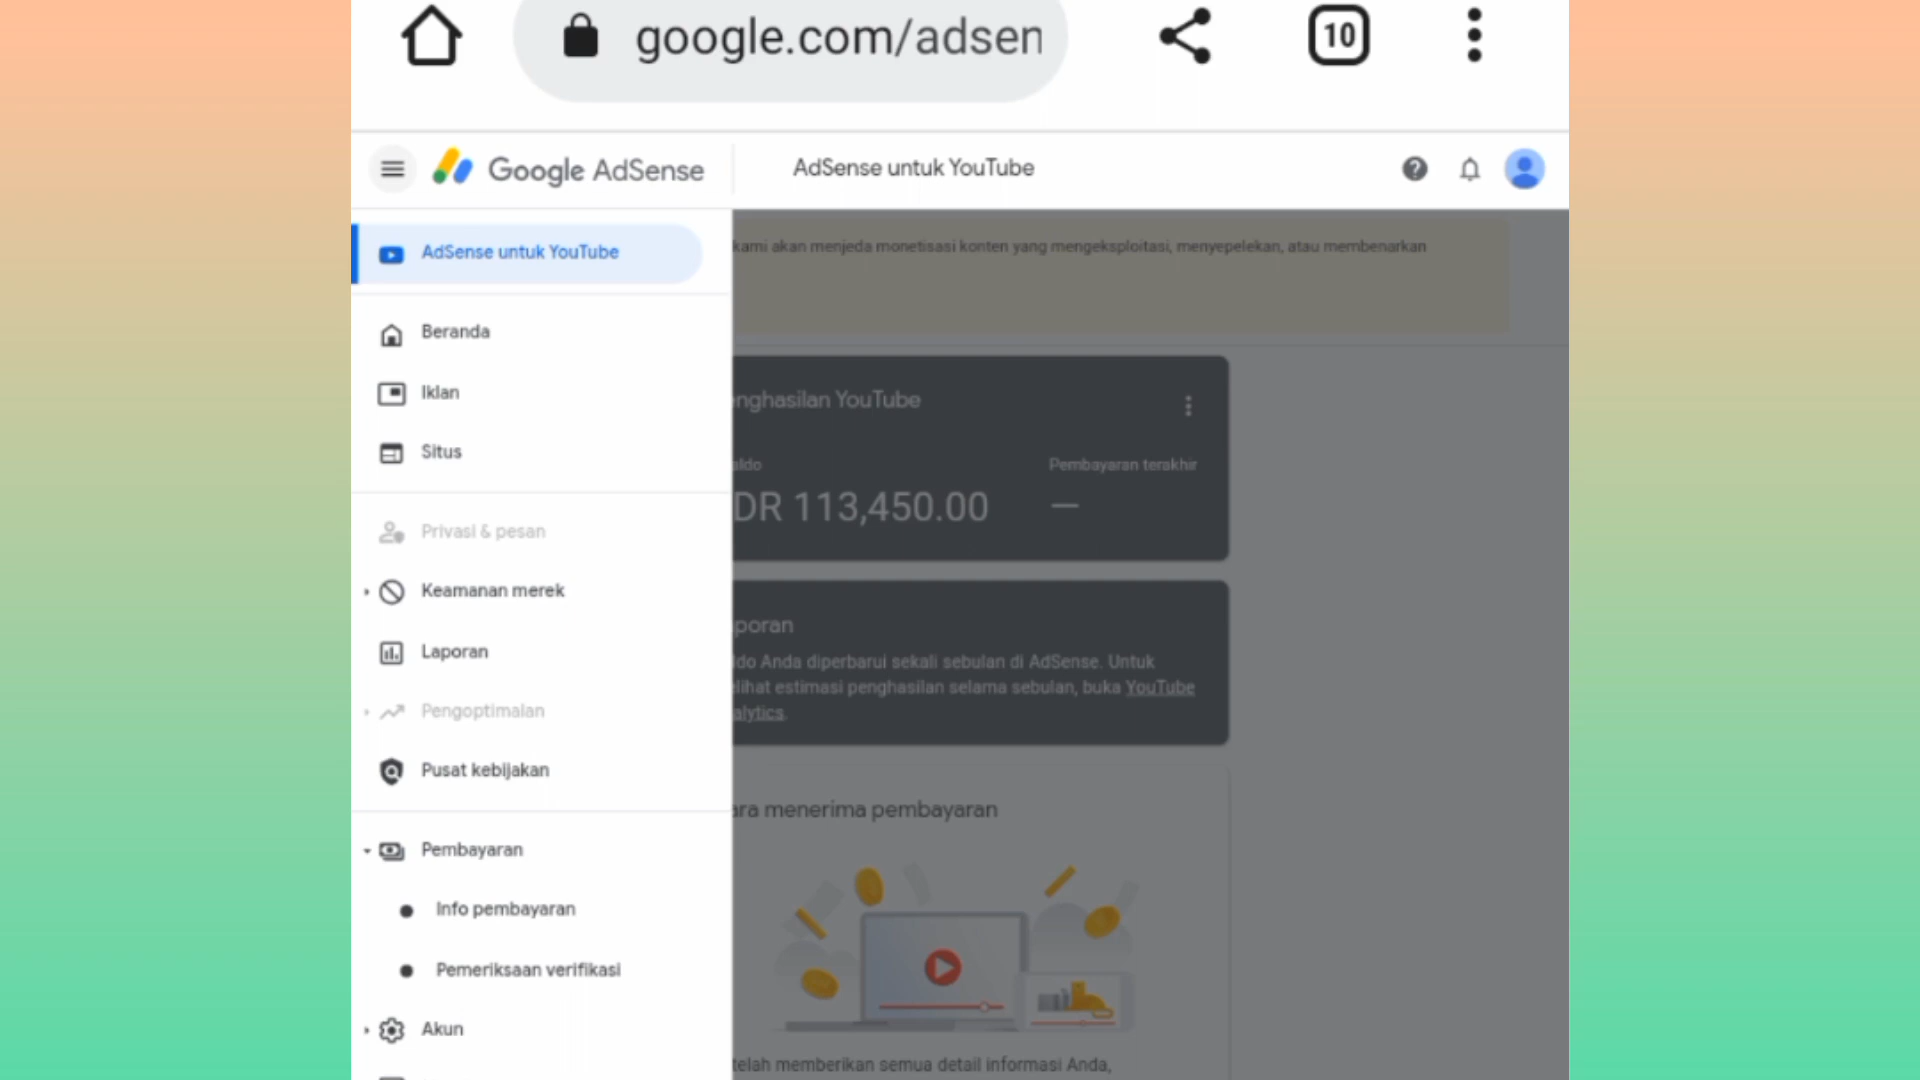 google.com/adsen
10
Google AdSense
AdSense untuk YouTube
AdSense untuk YouTube
Beranda
Iklan
Situs
Privasi & pesan
Keamanan merek
Laporan
Pengoptimalan
Pusat kebijakan
Pembayaran
Info pembayaran
Pemeriksaan verifikasi
Akun
kami akan menjeda monetisasi konten yang mengeksploitasi, menyepelekan, atau membenarkan
nghasilan YouTube
aldo
Pembayaran terakhir
DR 113,450.00
—
poran
ldo Anda diperbarui sekali sebulan di AdSense. Untuk
lihat estimasi penghasilan selama sebulan, buka YouTube
alytics.
ara menerima pembayaran
telah memberikan semua detail informasi Anda,